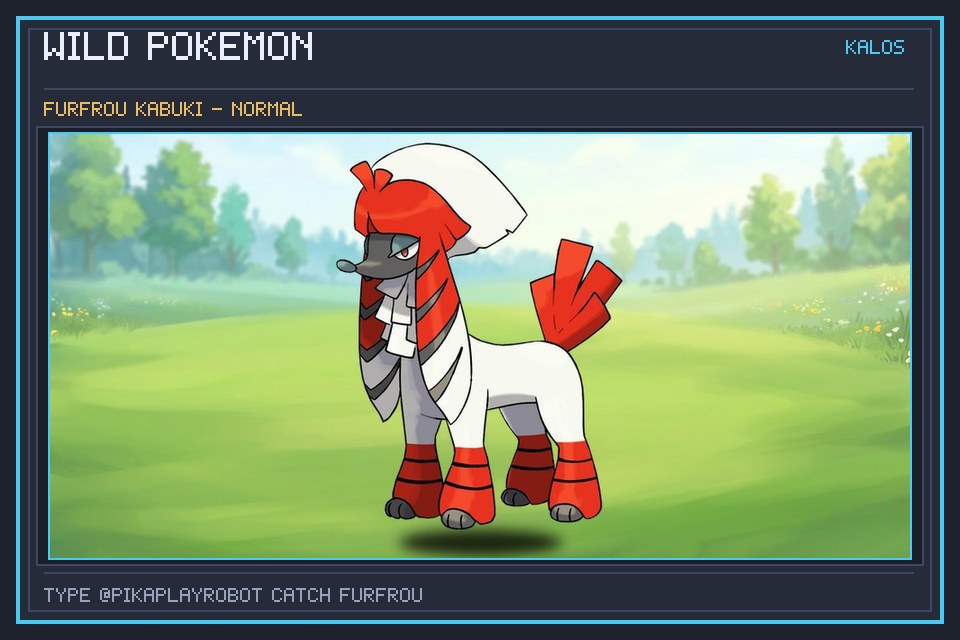 WILD POKEMON
KALOS
FURFROU KABUKI - NORMAL
TYPE @PIKAPLAYROBOT CATCH FURFROU